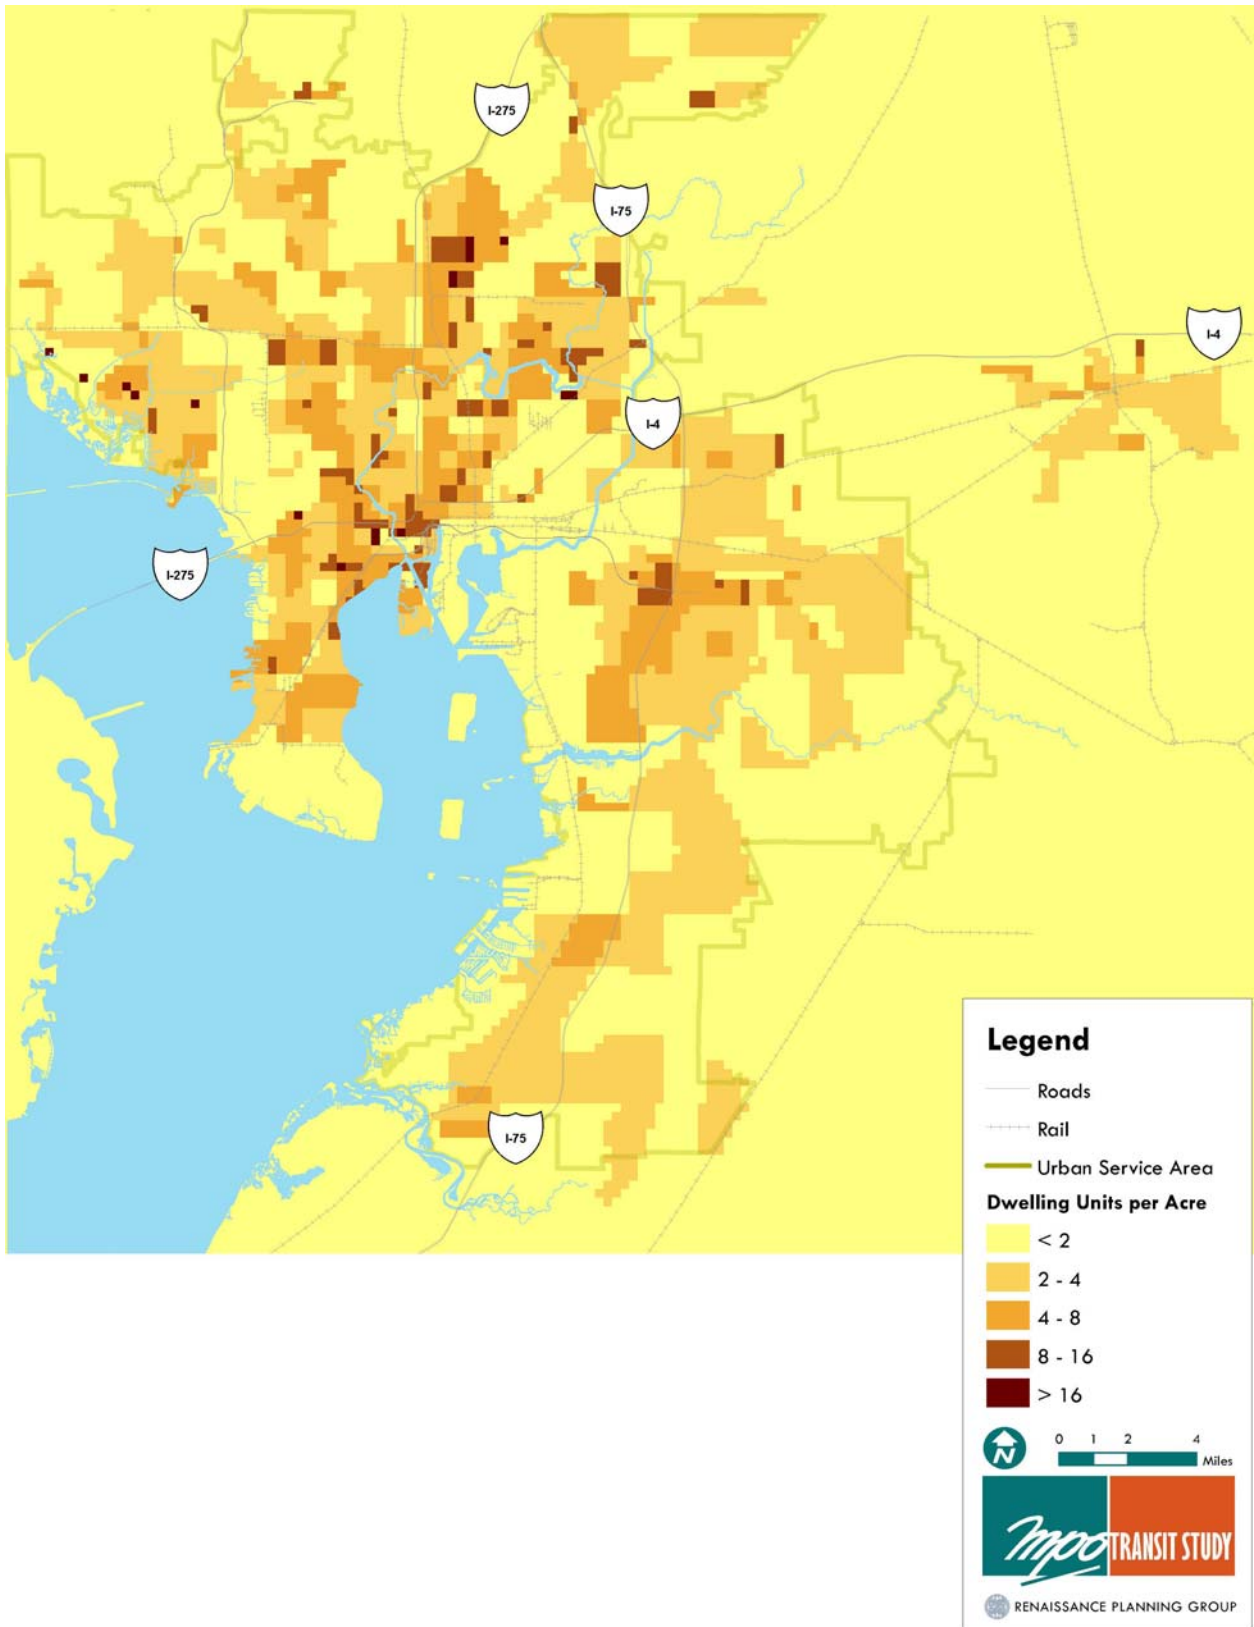 I-275
I-75
I-4
I-4
I-275
I-75
Legend
Roads
Rail
Urban Service Area
Dwelling Units per Acre
< 2
2 - 4
4 - 8
8 - 16
> 16
N
0 1 2 4
Miles
mpo TRANSIT STUDY
RENAISSANCE PLANNING GROUP